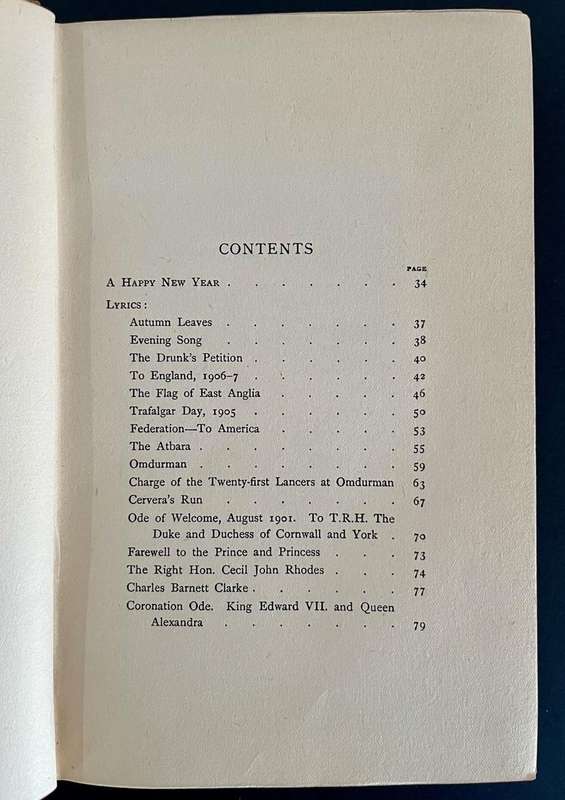 CONTENTS
PAGE
A Happy New Year . . . . . . . 34
Lyrics :
Autumn Leaves . . . . . . . 37
Evening Song . . . . . . . 38
The Drunk's Petition . . . . . . 40
To England, 1906–7 . . . . . . 42
The Flag of East Anglia . . . . . 46
Trafalgar Day, 1905 . . . . . . 50
Federation—To America . . . . . 53
The Atbara . . . . . . . . 55
Omdurman . . . . . . . . 59
Charge of the Twenty-first Lancers at Omdurman 63
Cervera's Run . . . . . . . 67
Ode of Welcome, August 1901. To T.R.H. The
Duke and Duchess of Cornwall and York . 70
Farewell to the Prince and Princess . . . 73
The Right Hon. Cecil John Rhodes . . . 74
Charles Barnett Clarke . . . . . . 77
Coronation Ode. King Edward VII. and Queen
Alexandra . . . . . . . 79